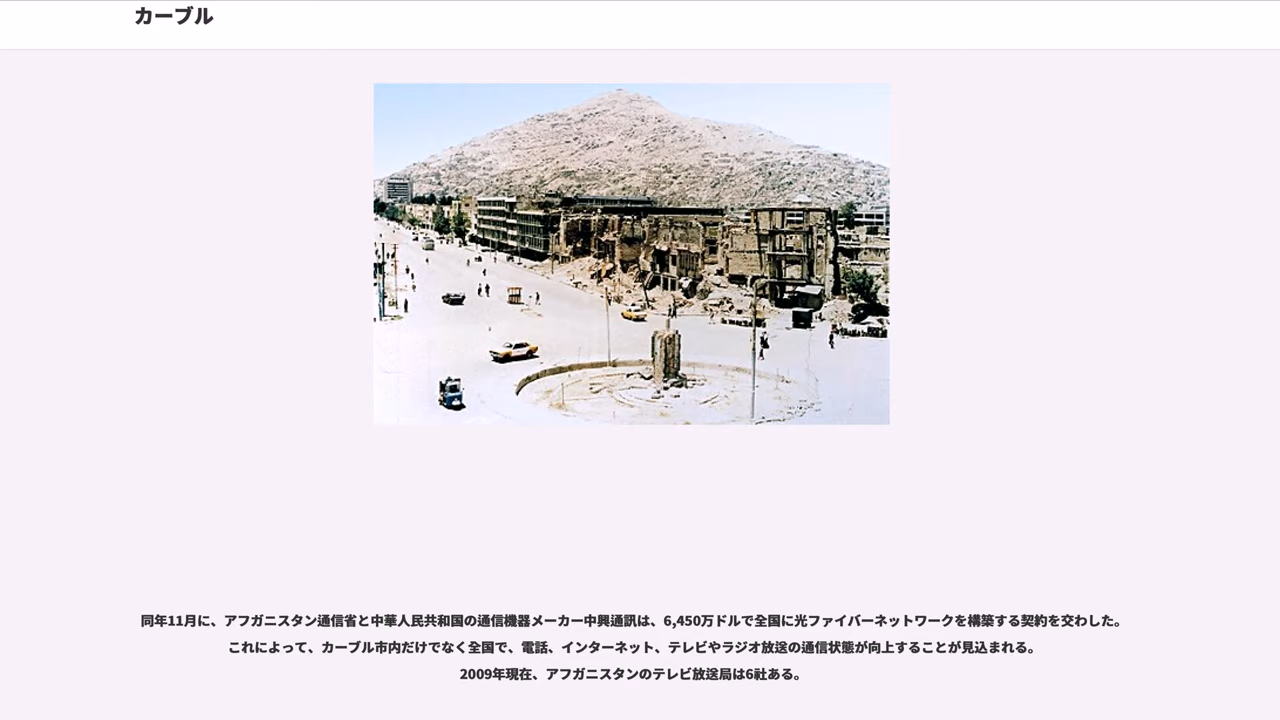 カーブル
同年11月に、アフガニスタン通信省と中華人民共和国の通信機器メーカー中興通訊は、6,450万ドルで全国に光ファイバーネットワークを構築する契約を交わした。
これによって、カーブル市内だけでなく全国で、電話、インターネット、テレビやラジオ放送の通信状態が向上することが見込まれる。
2009年現在、アフガニスタンのテレビ放送局は6社ある。